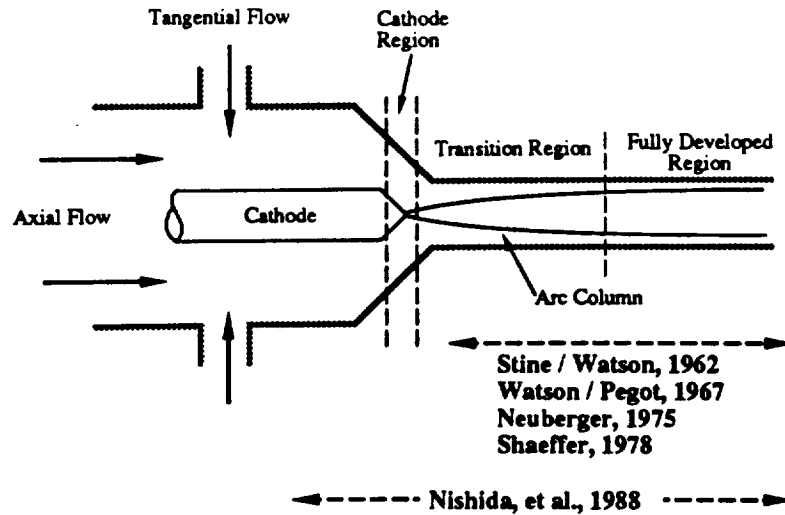 Tangential Flow
Cathode
Region
Transition Region
Fully Developed
Region
Axial Flow
Cathode
Arc Column
Stine / Watson, 1962
Watson / Pegot, 1967
Neuberger, 1975
Shaeffer, 1978
Nishida, et al., 1988